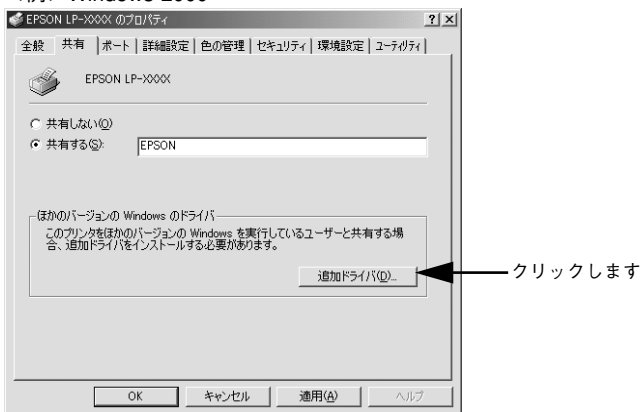 EPSON LP-XXXX のプロパティ
全般 共有 ポート 詳細設定 色の管理 セキュリティ 環境設定 ユーティリティ
EPSON LP-XXXX
共有しない(O)
共有する(S): EPSON
ほかのバージョンの Windows のドライバ
このプリンタをほかのバージョンの Windows を実行しているユーザーと共有する場
合、追加ドライバをインストールする必要があります。
追加ドライバ(D)... クリックします
OK キャンセル 適用(A) ヘルプ